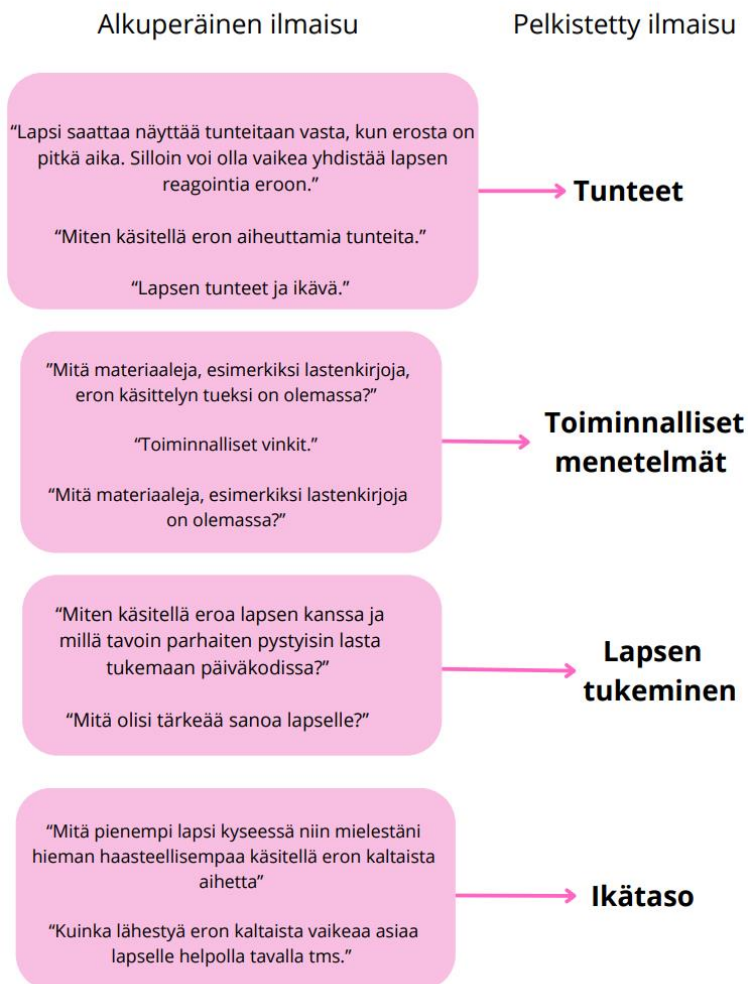 Alkuperäinen ilmaisu
Pelkistetty ilmaisu
“Lapsi saattaa näyttää tunteitaan vasta, kun erosta on
pitkä aika. Silloin voi olla vaikea yhdistää lapsen
reagointia eroon.”
“Miten käsitellä eron aiheuttamia tunteita.”
“Lapsen tunteet ja ikävä.”
Tunteet
”Mitä materiaaleja, esimerkiksi lastenkirjoja,
eron käsittelyn tueksi on olemassa?”
“Toiminnalliset vinkit.”
“Mitä materiaaleja, esimerkiksi lastenkirjoja
on olemassa?”
Toiminnalliset
menetelmät
“Miten käsitellä eroa lapsen kanssa ja
millä tavoin parhaiten pystyisin lasta
tukemaan päiväkodissa?”
“Mitä olisi tärkeää sanoa lapselle?”
Lapsen
tukeminen
“Mitä pienempi lapsi kyseessä niin mielestäni
hieman haasteellisempaa käsitellä eron kaltaista
aihetta”
“Kuinka lähestyä eron kaltaista vaikeaa asiaa
lapselle helpolla tavalla tms.”
Ikätaso